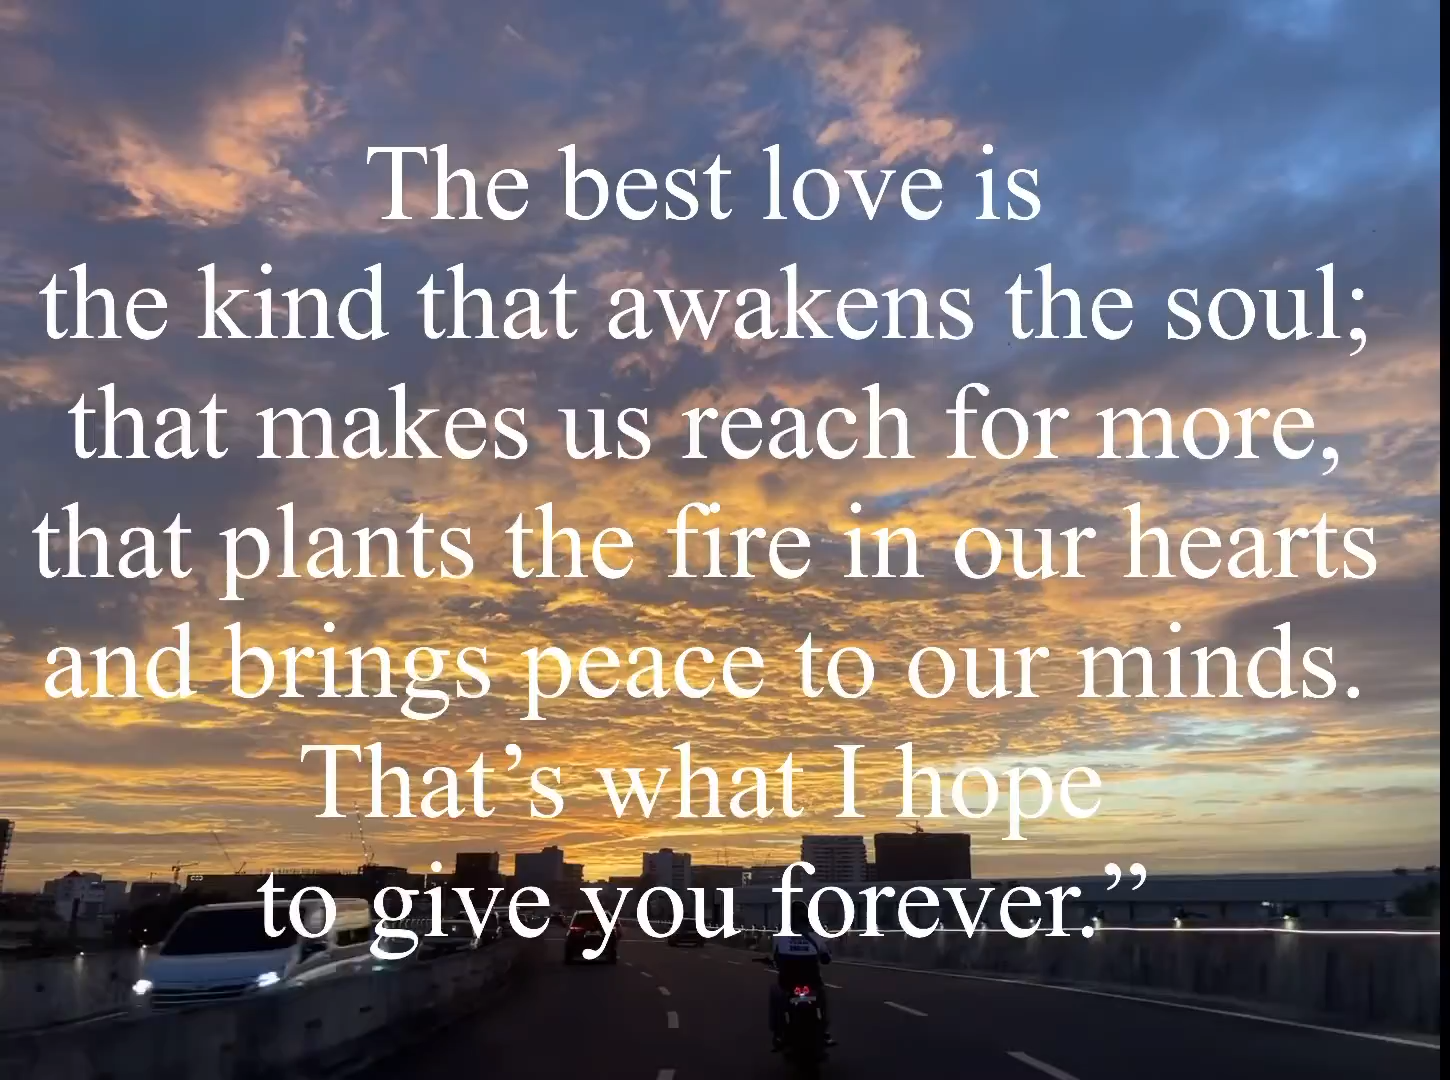 The best love is
the kind that awakens the soul;
that makes us reach for more,
that plants the fire in our hearts
and brings peace to our minds.
That’s what I hope
to give you forever.”